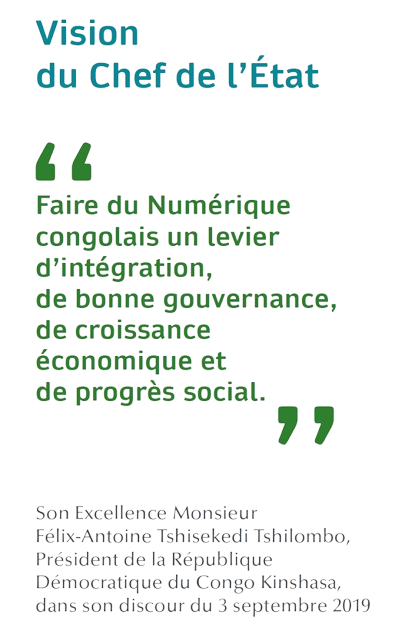 Vision
du Chef de l’État
“
Faire du Numérique
congolais un levier
d’intégration,
de bonne gouvernance,
de croissance
économique et
de progrès social.
”
Son Excellence Monsieur
Félix-Antoine Tshisekedi Tshilombo,
Président de la République
Démocratique du Congo Kinshasa,
dans son discour du 3 septembre 2019